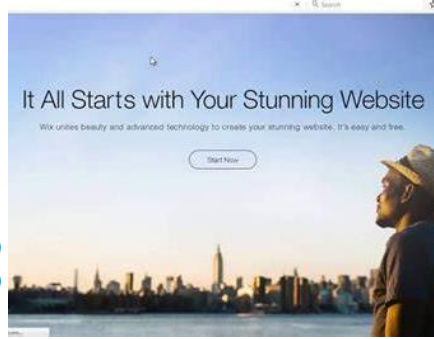 Search
It All Starts with Your Stunning Website
Wix unites beauty and advanced technology to create your stunning website. It's easy and free.
Start Now